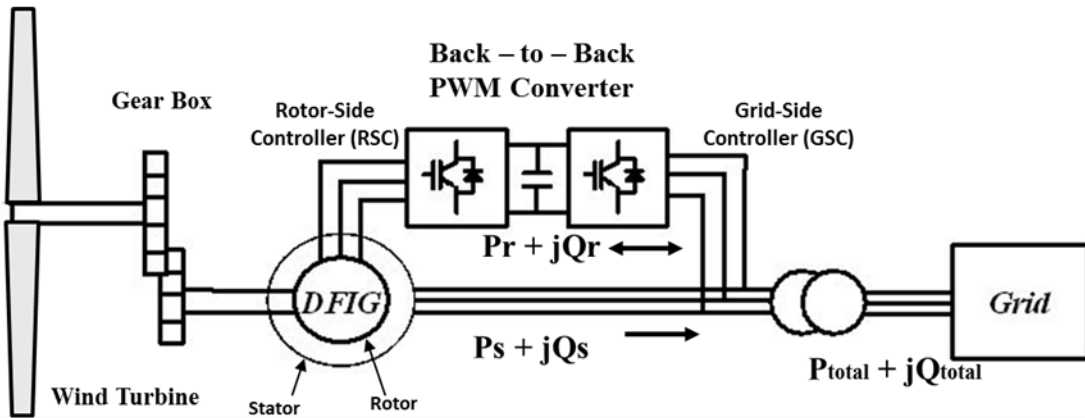 Back – to – Back
PWM Converter
Gear Box
Rotor-Side
Controller (RSC)
Grid-Side
Controller (GSC)
Pr + jQr
DFIG
Grid
Ps + jQs
Ptotal + jQtotal
Wind Turbine
Stator
Rotor